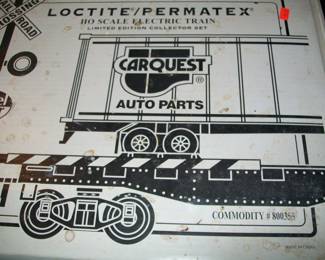 LOCTITE/PERMATEX®
HO SCALE ELECTRIC TRAIN
LIMITED EDITION COLLECTOR SET
CARQUEST®
AUTO PARTS
COMMODITY #